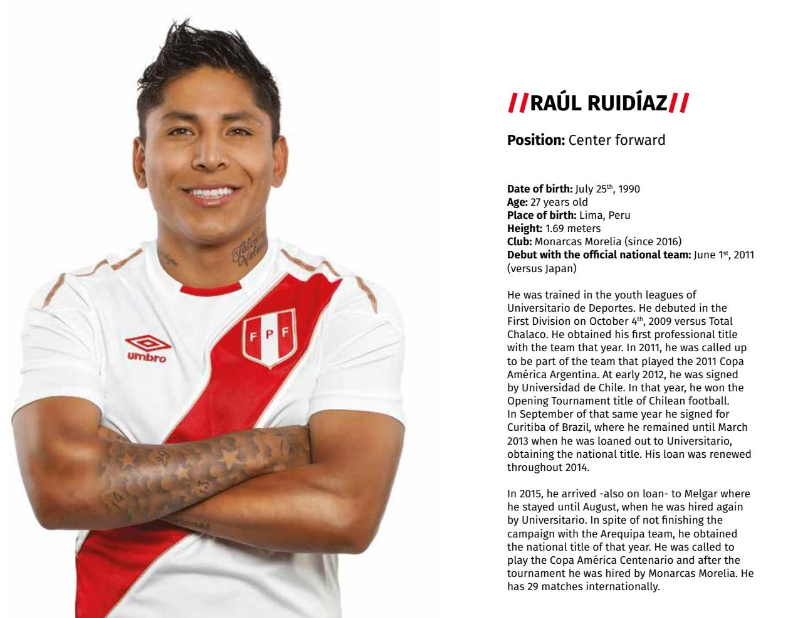 //RAÚL RUIDÍAZ//
Position: Center forward
Date of birth: July 25th, 1990
Age: 27 years old
Place of birth: Lima, Peru
Height: 1.69 meters
Club: Monarcas Morelia (since 2016)
Debut with the official national team: June 1st, 2011
(versus Japan)
He was trained in the youth leagues of
Universitario de Deportes. He debuted in the
First Division on October 4th, 2009 versus Total
Chalaco. He obtained his first professional title
with the team that year. In 2011, he was called up
to be part of the team that played the 2011 Copa
América Argentina. At early 2012, he was signed
by Universidad de Chile. In that year, he won the
Opening Tournament title of Chilean football.
In September of that same year he signed for
Curitiba of Brazil, where he remained until March
2013 when he was loaned out to Universitario,
obtaining the national title. His loan was renewed
throughout 2014.
In 2015, he arrived -also on loan- to Melgar where
he stayed until August, when he was hired again
by Universitario. In spite of not finishing the
campaign with the Arequipa team, he obtained
the national title of that year. He was called to
play the Copa América Centenario and after the
tournament he was hired by Monarcas Morelia. He
has 29 matches internationally.
FPF
umbro